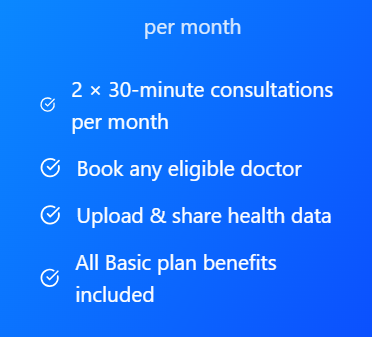 per month
2 × 30-minute consultations
per month
Book any eligible doctor
Upload & share health data
All Basic plan benefits
included